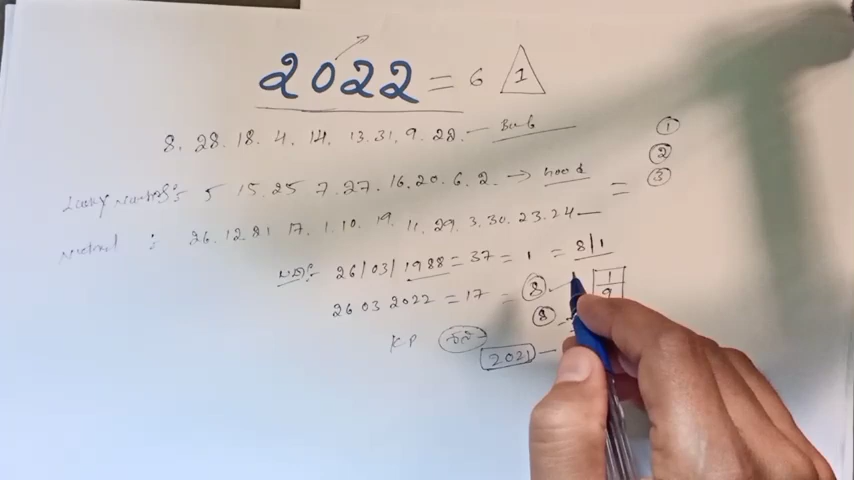 2022 = 6 1
8. 28. 18. 4. 14. 13. 31. 9. 22. —
1
2
Lucky numbers: 5 15. 25 7. 27. 16. 20. 6. 2. → Good = 3
: 26. 12. 21 17. 1. 10. 19. 11. 29. 3. 30. 23. 24 —
26/03/1988 = 37 = 1 = 8/1
26 03 2022 = 17 = 8
1
9
8 -
KP
2021 —